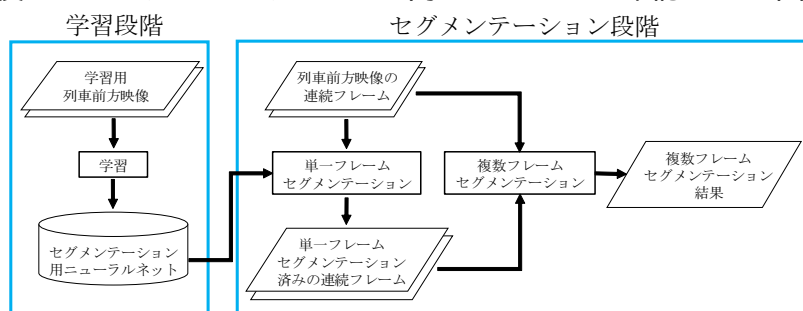 学習段階
セグメンテーション段階
学習用
列車前方映像
学習
セグメンテーション
用ニューラルネット
列車前方映像の
連続フレーム
単一フレーム
セグメンテーション
単一フレーム
セグメンテーション
済みの連続フレーム
複数フレーム
セグメンテーション
複数フレーム
セグメンテーション
結果